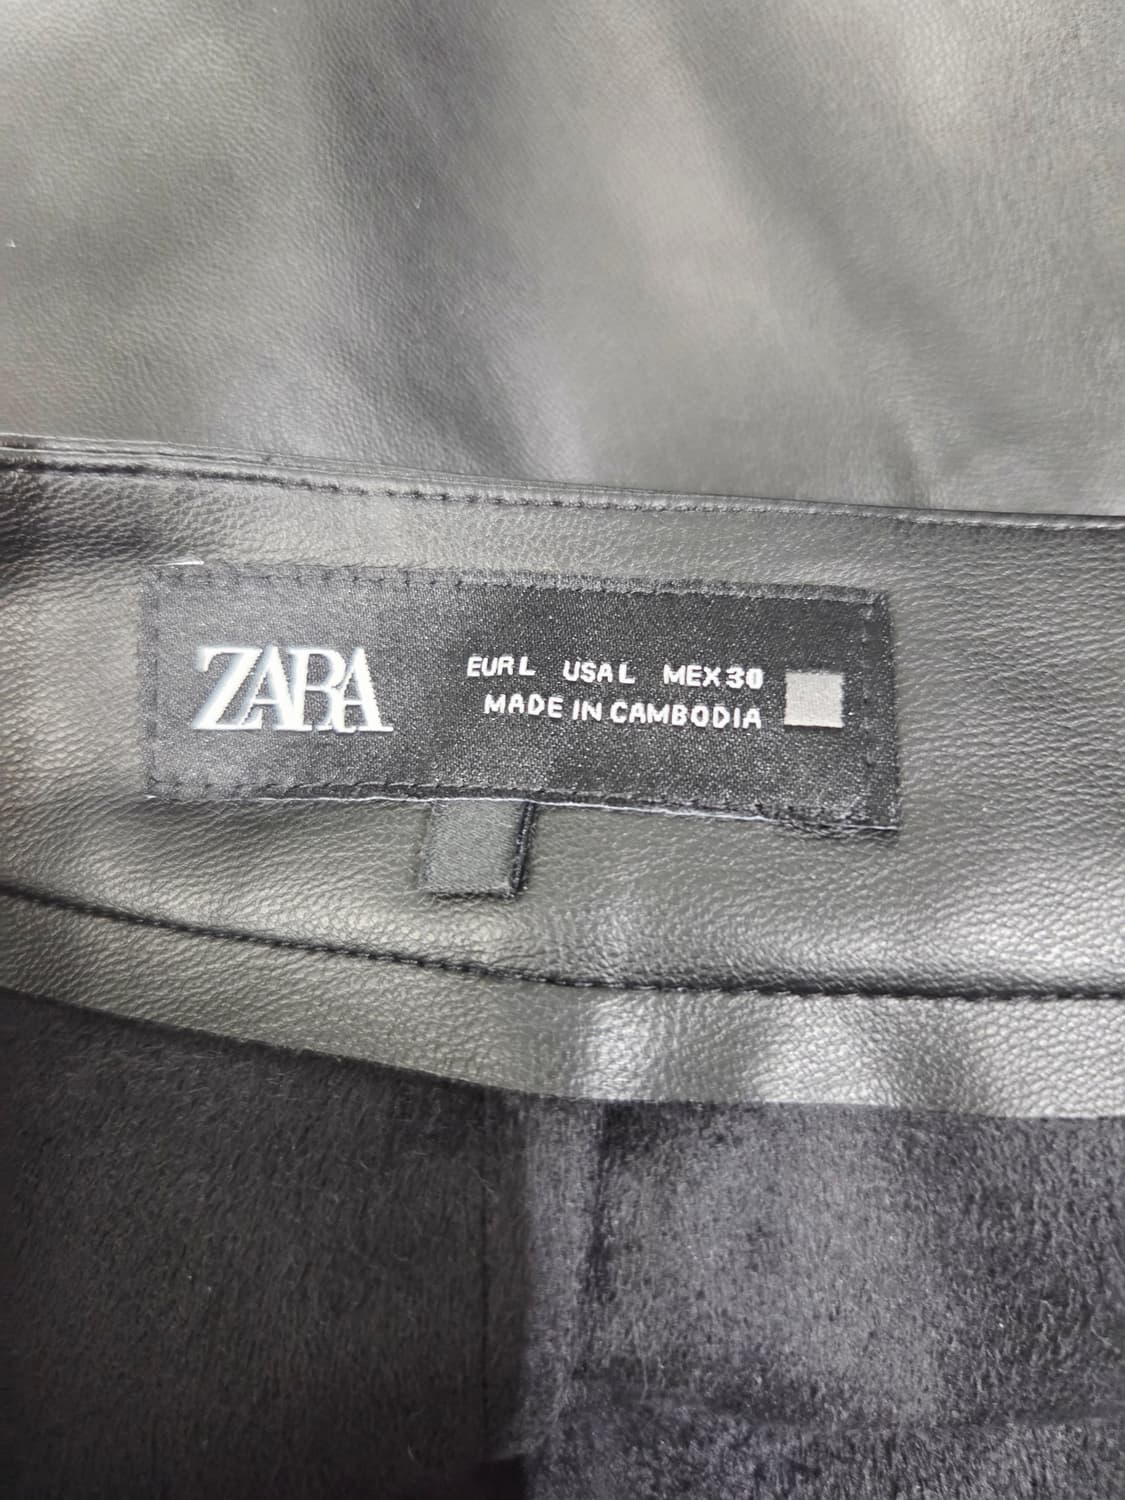 ZARA
EUR L USA L MEX 30
MADE IN CAMBODIA